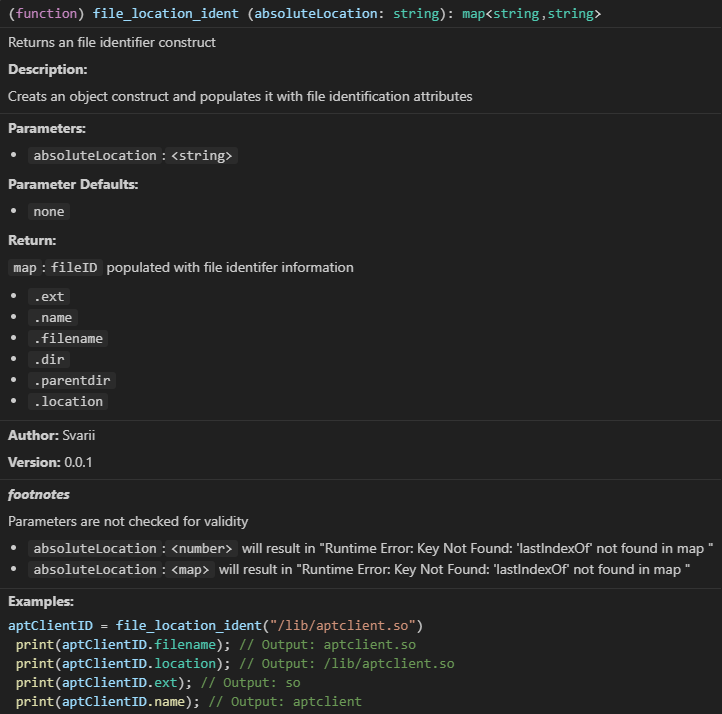 (function) file_location_ident (absoluteLocation: string): map<string,string>
Returns an file identifier construct
Description:
Creats an object construct and populates it with file identification attributes
Parameters:
• absoluteLocation : <string>
Parameter Defaults:
• none
Return:
map : fileID populated with file identifer information
• .ext
• .name
• .filename
• .dir
• .parentdir
• .location
Author: Svarii
Version: 0.0.1
footnotes
Parameters are not checked for validity
• absoluteLocation : <number> will result in "Runtime Error: Key Not Found: 'lastIndexOf' not found in map "
• absoluteLocation : <map> will result in "Runtime Error: Key Not Found: 'lastIndexOf' not found in map "
Examples:
aptClientID = file_location_ident("/lib/aptclient.so")
print(aptClientID.filename); // Output: aptclient.so
print(aptClientID.location); // Output: /lib/aptclient.so
print(aptClientID.ext); // Output: so
print(aptClientID.name); // Output: aptclient